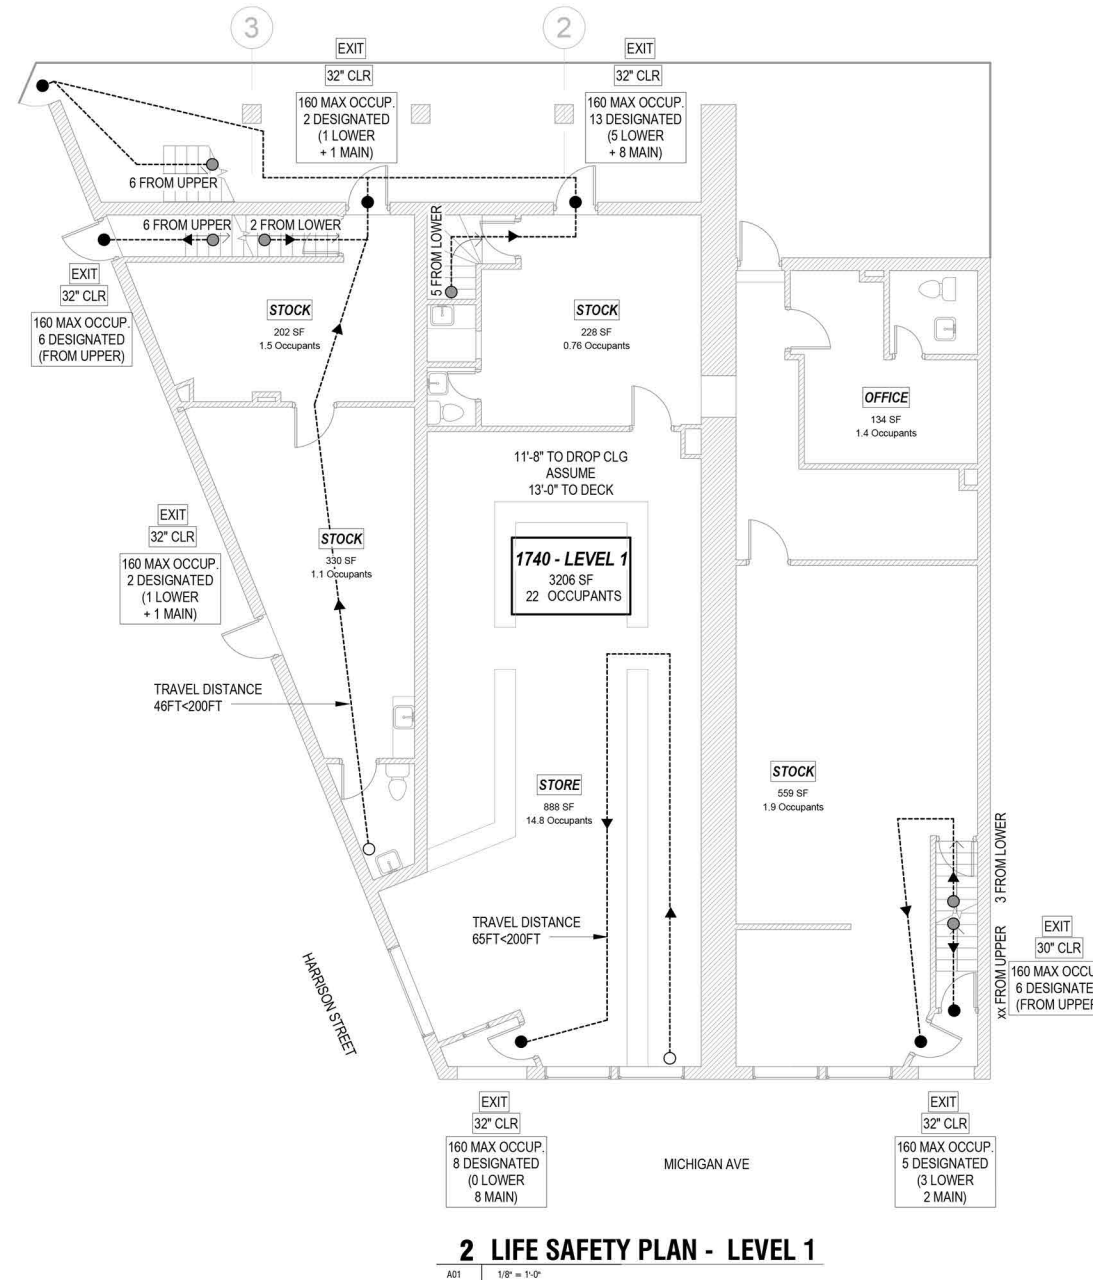 3
2
EXIT
32" CLR
160 MAX OCCUP.
2 DESIGNATED
(1 LOWER
+ 1 MAIN)
EXIT
32" CLR
160 MAX OCCUP.
13 DESIGNATED
(5 LOWER
+ 8 MAIN)
6 FROM UPPER
6 FROM UPPER
2 FROM LOWER
5 FROM LOWER
EXIT
32" CLR
160 MAX OCCUP.
6 DESIGNATED
(FROM UPPER)
STOCK
202 SF
1.5 Occupants
STOCK
228 SF
0.76 Occupants
OFFICE
134 SF
1.4 Occupants
11'-8" TO DROP CLG
ASSUME
13'-0" TO DECK
EXIT
32" CLR
160 MAX OCCUP.
2 DESIGNATED
(1 LOWER
+ 1 MAIN)
STOCK
330 SF
1.1 Occupants
1740 - LEVEL 1
3206 SF
22 OCCUPANTS
TRAVEL DISTANCE
46FT<200FT
STORE
888 SF
14.8 Occupants
STOCK
559 SF
1.9 Occupants
3 FROM LOWER
xx FROM UPPER
TRAVEL DISTANCE
65FT<200FT
EXIT
30" CLR
160 MAX OCCU
6 DESIGNATE
(FROM UPPER
HARRISON STREET
EXIT
32" CLR
160 MAX OCCUP.
8 DESIGNATED
(0 LOWER
8 MAIN)
MICHIGAN AVE
EXIT
32" CLR
160 MAX OCCUP.
5 DESIGNATED
(3 LOWER
2 MAIN)
2 LIFE SAFETY PLAN - LEVEL 1
A01 1/8" = 1'-0"